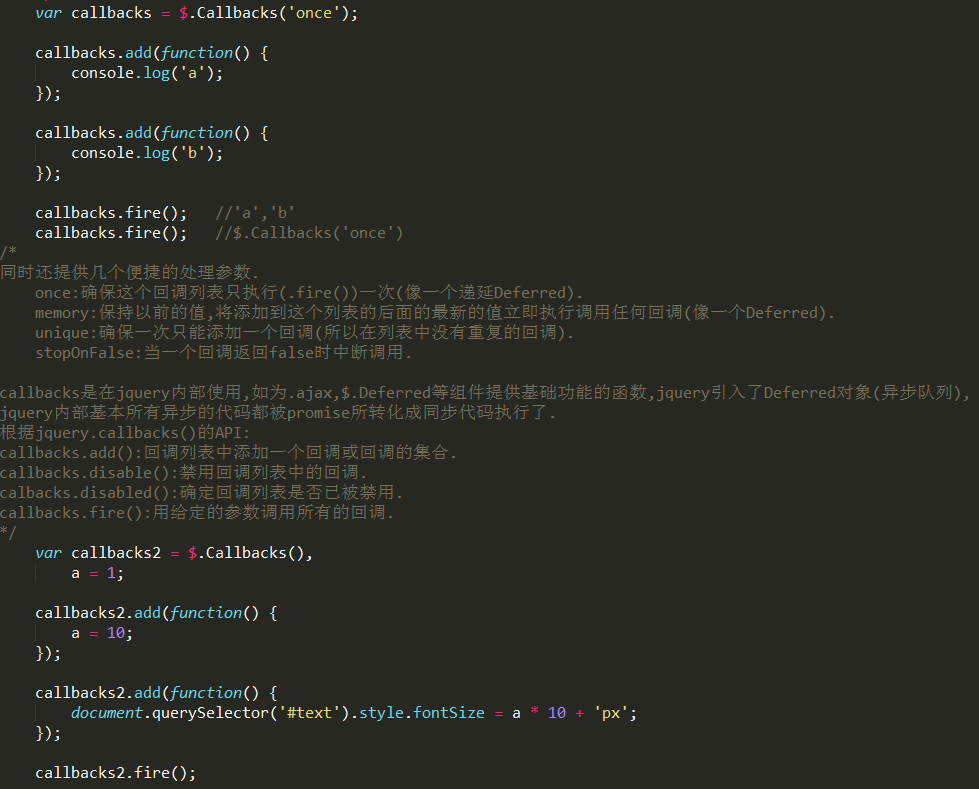 var callbacks = $.Callbacks('once');
callbacks.add(function() {
console.log('a');
});
callbacks.add(function() {
console.log('b');
});
callbacks.fire();   //'a','b'
callbacks.fire();   //$.Callbacks('once')
/*
同时还提供几个便捷的处理参数.
once:确保这个回调列表只执行(.fire())一次(像一个递延Deferred).
memory:保持以前的值,将添加到这个列表的后面的最新的值立即执行调用任何回调(像一个Deferred).
unique:确保一次只能添加一个回调(所以在列表中没有重复的回调).
stopOnFalse:当一个回调返回false时中断调用.
callbacks是在jquery内部使用,如为.ajax,$.Deferred等组件提供基础功能的函数,jquery引入了Deferred对象(异步队列),
jquery内部基本所有异步的代码都被promise所转化成同步代码执行了.
根据jquery.callbacks()的API:
callbacks.add():回调列表中添加一个回调或回调的集合.
callbacks.disable():禁用回调列表中的回调.
calbacks.disabled():确定回调列表是否已被禁用.
callbacks.fire():用给定的参数调用所有的回调.
*/
var callbacks2 = $.Callbacks(),
a = 1;
callbacks2.add(function() {
a = 10;
});
callbacks2.add(function() {
document.querySelector('#text').style.fontSize = a * 10 + 'px';
});
callbacks2.fire();